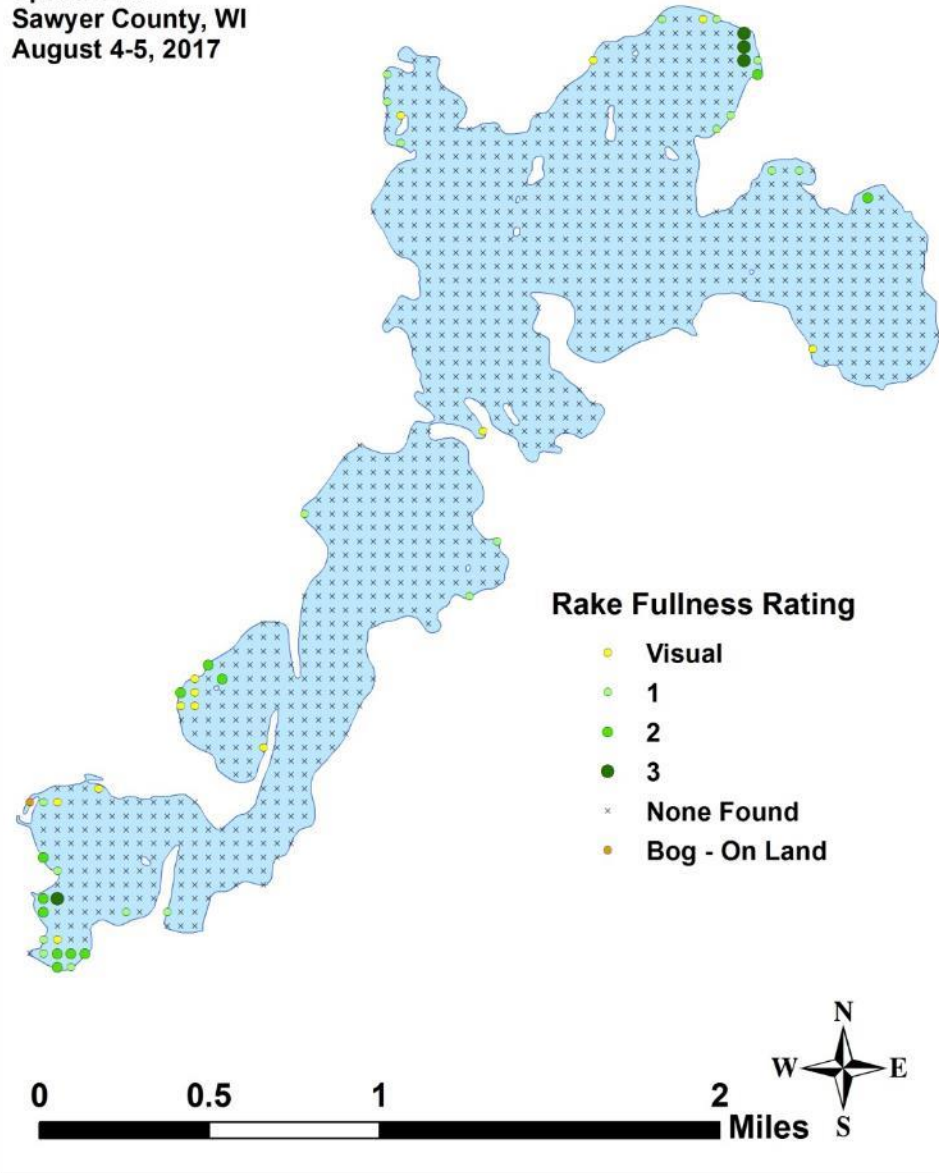 Sawyer County, WI
August 4-5, 2017
Rake Fullness Rating
Visual
1
2
3
None Found
Bog - On Land
N
W E
S
0 0.5 1 2
Miles